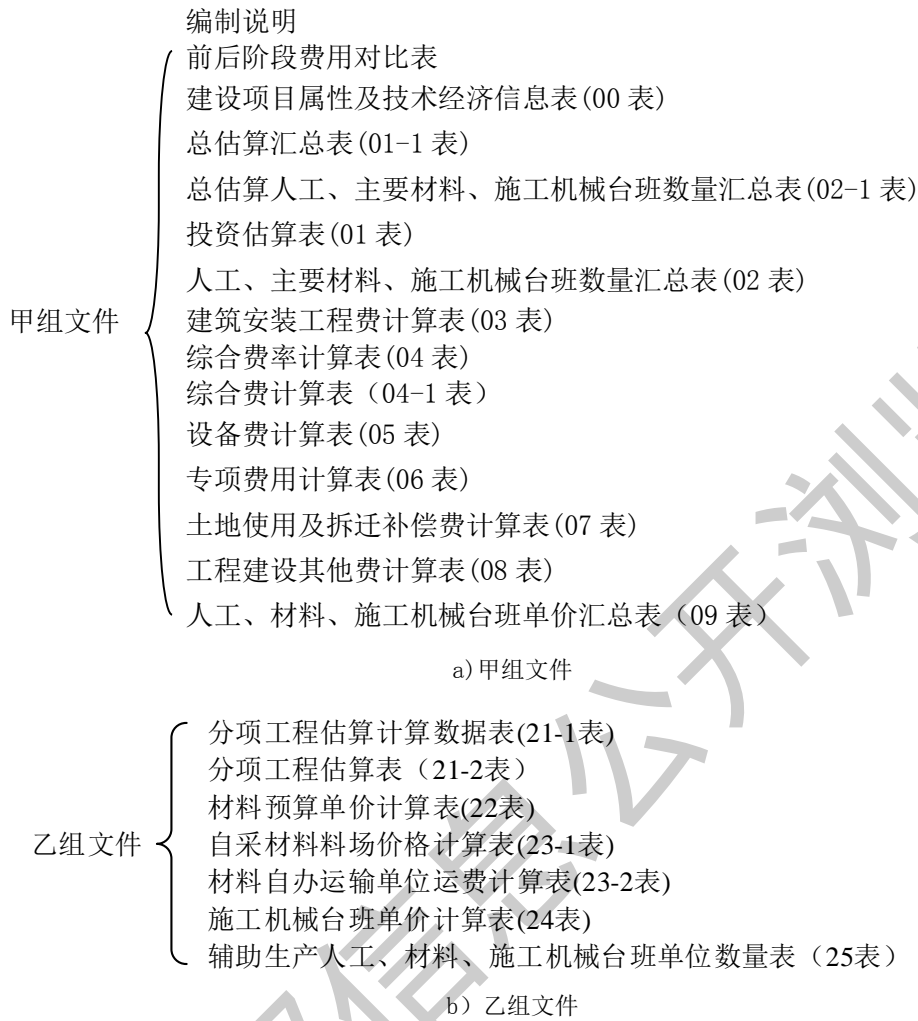 编制说明
前后阶段费用对比表
建设项目属性及技术经济信息表(00 表)
总估算汇总表(01-1 表)
总估算人工、主要材料、施工机械台班数量汇总表(02-1 表)
投资估算表(01 表)
人工、主要材料、施工机械台班数量汇总表(02 表)
甲组文件
建筑安装工程费计算表(03 表)
综合费率计算表(04 表)
综合费计算表（04-1 表）
设备费计算表(05 表)
专项费用计算表(06 表)
土地使用及拆迁补偿费计算表(07 表)
工程建设其他费计算表(08 表)
人工、材料、施工机械台班单价汇总表（09 表）
a)甲组文件
分项工程估算计算数据表(21-1表)
分项工程估算表（21-2表）
材料预算单价计算表(22表)
乙组文件
自采材料料场价格计算表(23-1表)
材料自办运输单位运费计算表(23-2表)
施工机械台班单价计算表(24表)
辅助生产人工、材料、施工机械台班单位数量表（25表）
b）乙组文件
信息公开浏